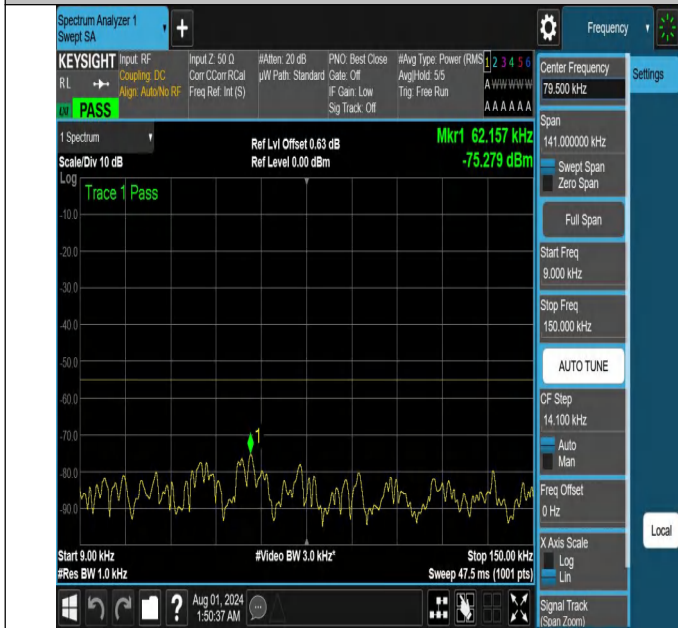 Spectrum Analyzer 1
Swept SA
+
Frequency
KEYSIGHT
RL
PASS
Input: RF
Coupling: DC
Align: Auto/No RF
Input Z: 50 Ω
Corr CCorr RCal
Freq Ref: Int (S)
#Atten: 20 dB
µW Path: Standard
PNO: Best Close
Gate: Off
IF Gain: Low
Sig Track: Off
#Avg Type: Power (RMS
Avg|Hold: 5/5
Trig: Free Run
1 2 3 4 5 6
A W W W W W
A A A A A A
1 Spectrum
Scale/Div 10 dB
Ref Lvl Offset 0.63 dB
Ref Level 0.00 dBm
Mkr1 62.157 kHz
-75.279 dBm
Log
Trace 1 Pass
-10.0
-20.0
-30.0
-40.0
-50.0
-60.0
-70.0
-80.0
-90.0
1
Start 9.00 kHz
#Res BW 1.0 kHz
#Video BW 3.0 kHz*
Stop 150.00 kHz
Sweep 47.5 ms (1001 pts)
?
Aug 01, 2024
1:50:37 AM
Center Frequency
79.500 kHz
Settings
Span
141.000000 kHz
Swept Span
Zero Span
Full Span
Start Freq
9.000 kHz
Stop Freq
150.000 kHz
AUTO TUNE
CF Step
14.100 kHz
Auto
Man
Freq Offset
0 Hz
X Axis Scale
Log
Lin
Local
Signal Track
(Span Zoom)